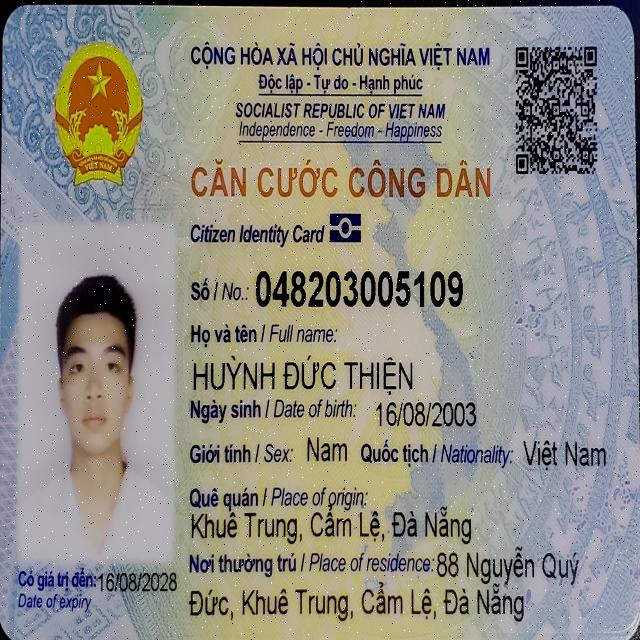 CỘNG HÒA XÃ HỘI CHỦ NGHĨA VIỆT NAM
Độc lập - Tự do - Hạnh phúc
SOCIALIST REPUBLIC OF VIET NAM
Independence - Freedom - Happiness
CĂN CƯỚC CÔNG DÂN
Citizen Identity Card
Số / No.: 048203005109
Họ và tên / Full name:
HUỲNH ĐỨC THIỆN
Ngày sinh / Date of birth: 16/08/2003
Giới tính / Sex: Nam Quốc tịch / Nationality: Việt Nam
Quê quán / Place of origin:
Khuê Trung, Cẩm Lệ, Đà Nẵng
Nơi thường trú / Place of residence: 88 Nguyễn Quý
Đức, Khuê Trung, Cẩm Lệ, Đà Nẵng
Có giá trị đến: 16/08/2028
Date of expiry
VIỆT NAM